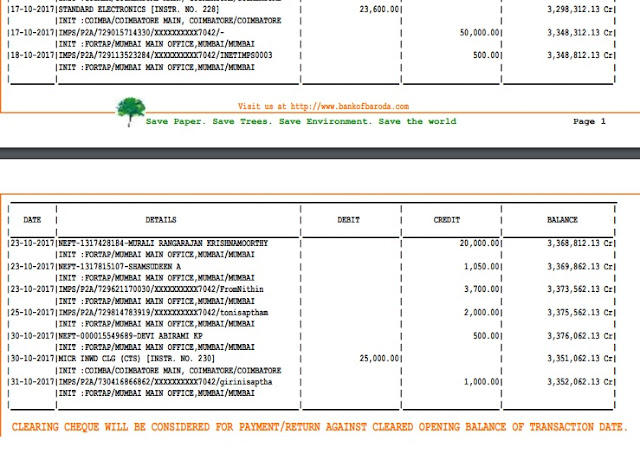 17-10-2017|STANDARD ELECTRONICS [INSTR. NO. 228] 23,600.00 3,298,312.13 Cr
INIT :COIMBA/COIMBATORE MAIN, COIMBATORE/COIMBATORE
17-10-2017|IMPS/P2A/729015714330/XXXXXXXXXX7042/- 50,000.00 3,348,312.13 Cr
INIT :FORTAP/MUMBAI MAIN OFFICE,MUMBAI/MUMBAI
18-10-2017|IMPS/P2A/729113523284/XXXXXXXXXX7042/INETIMPS0003 500.00 3,348,812.13 Cr
INIT :FORTAP/MUMBAI MAIN OFFICE,MUMBAI/MUMBAI
Visit us at http://www.bankofbaroda.com
Save Paper. Save Trees. Save Environment. Save the world Page 1
DATE DETAILS DEBIT CREDIT BALANCE
23-10-2017|NEFT-1317428184-MURALI RANGARAJAN KRISHNAMOORTHY 20,000.00 3,368,812.13 Cr
INIT :FORTAP/MUMBAI MAIN OFFICE,MUMBAI/MUMBAI
23-10-2017|NEFT-1317815107-SHAMSUDEEN A 1,050.00 3,369,862.13 Cr
INIT :FORTAP/MUMBAI MAIN OFFICE,MUMBAI/MUMBAI
23-10-2017|IMPS/P2A/729621170030/XXXXXXXXXX7042/FromNithin 3,700.00 3,373,562.13 Cr
INIT :FORTAP/MUMBAI MAIN OFFICE,MUMBAI/MUMBAI
25-10-2017|IMPS/P2A/729814783919/XXXXXXXXXX7042/tonisaptham 2,000.00 3,375,562.13 Cr
INIT :FORTAP/MUMBAI MAIN OFFICE,MUMBAI/MUMBAI
30-10-2017|NEFT-000015549689-DEVI ABIRAMI KP 500.00 3,376,062.13 Cr
INIT :FORTAP/MUMBAI MAIN OFFICE,MUMBAI/MUMBAI
30-10-2017|MICR INWD CLG (CTS) [INSTR. NO. 230] 25,000.00 3,351,062.13 Cr
INIT :COIMBA/COIMBATORE MAIN, COIMBATORE/COIMBATORE
31-10-2017|IMPS/P2A/730416866862/XXXXXXXXXX7042/girinisaptha 1,000.00 3,352,062.13 Cr
INIT :FORTAP/MUMBAI MAIN OFFICE,MUMBAI/MUMBAI
CLEARING CHEQUE WILL BE CONSIDERED FOR PAYMENT/RETURN AGAINST CLEARED OPENING BALANCE OF TRANSACTION DATE.